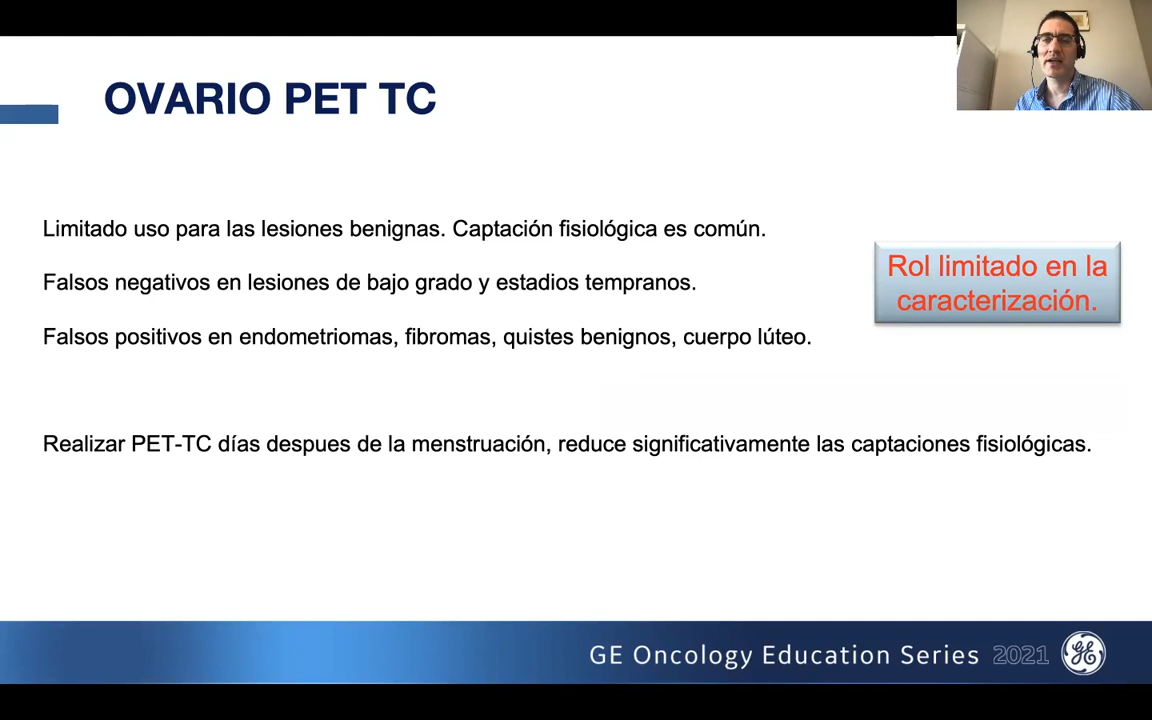 OVARIO PET TC
Limitado uso para las lesiones benignas. Captación fisiológica es común.
Falsos negativos en lesiones de bajo grado y estadios tempranos.
Falsos positivos en endometriomas, fibromas, quistes benignos, cuerpo lúteo.
Rol limitado en la
caracterización.
Realizar PET-TC días despues de la menstruación, reduce significativamente las captaciones fisiológicas.
GE Oncology Education Series 2021
GE